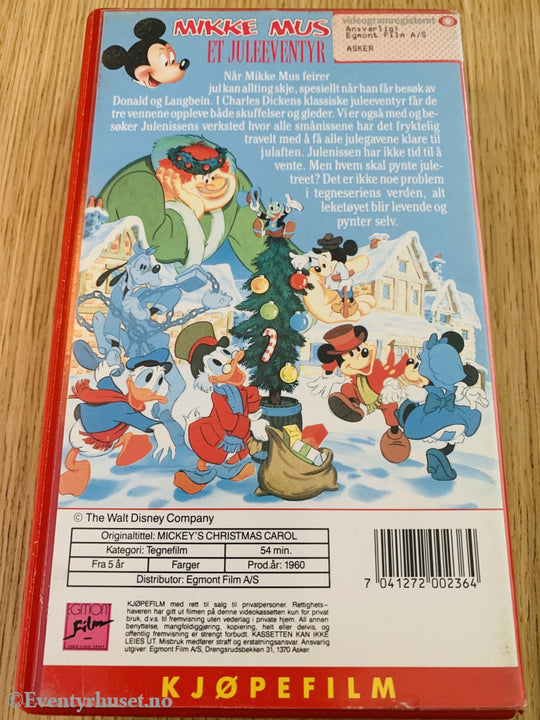 MIKKE MUS
ET JULEEVENTYR
videogramregisteret
Ansvarlig:
Egmont Film A/S
ASKER
Når Mikke Mus feirer
jul kan allting skje, spesiellt når han får besøk av
Donald og Langbein. I Charles Dickens klassiske juleeventyr får de
tre vennene oppleve både skuffelser og gleder. Vi er også med og be-
søker Julenissens verksted hvor alle smånissene har det fryktelig
travelt med å få alle julegavene klare til
julaften. Julenissen har ikke tid til å
vente. Men hvem skal pynte jule-
treet? Det er ikke noe problem
i tegneseriens verden, alt
leketøyet blir levende og
pynter selv.
© The Walt Disney Company
Originaltittel: MICKEY'S CHRISTMAS CAROL
Kategori: Tegnefilm 54 min.
Fra 5 år Farger Prod.år: 1960
Distributør: Egmont Film A/S
7 041272 002364
EGMONT
Film
KJØPEFILM med rett til salg til privatpersoner. Rettighets-
haveren har gitt ut filmen på denne videokassetten kun for privat
bruk, d.v.s. til fremvisning uten vederlag i private hjem. All annen
benyttelse, mangfoldiggjøring, kopiering, helt eller delvis, og
offentlig fremvisning er strengt forbudt. KASSETTEN KAN IKKE
LEIES UT. Misbruk medfører straff og erstatningsansvar. Ansvarlig
utgiver: Egmont Film A/S, Drengsrudsbekken 31, 1370 Asker.
KJØPEFILM
© Eventyrhuset.no